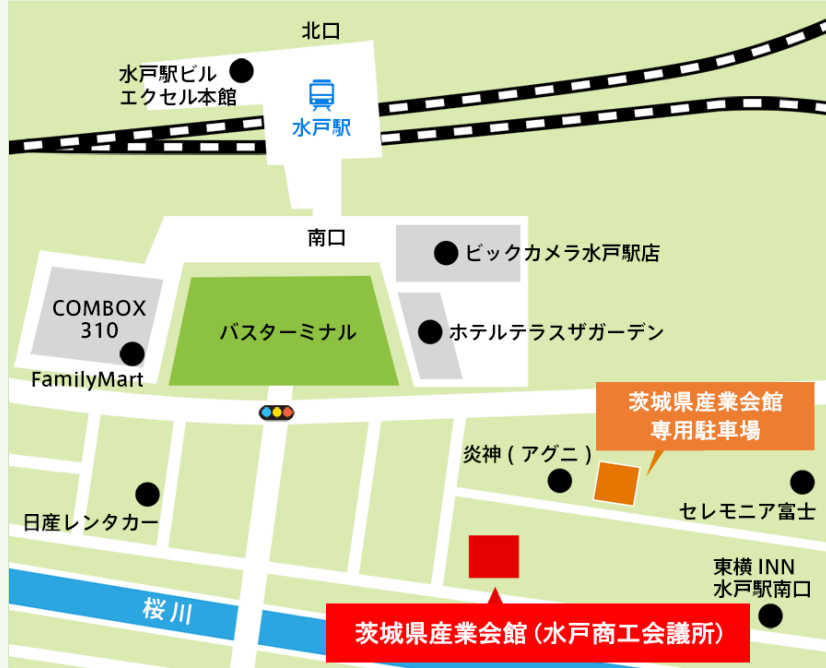 北口
水戸駅ビル
エクセル本館
水戸駅
南口
ビックカメラ水戸駅店
COMBOX
310
バスターミナル
ホテルテラスザガーデン
FamilyMart
茨城県産業会館
専用駐車場
炎神 ( アグニ )
日産レンタカー
セレモニア富士
東横 INN
水戸駅南口
桜川
茨城県産業会館 (水戸商工会議所)